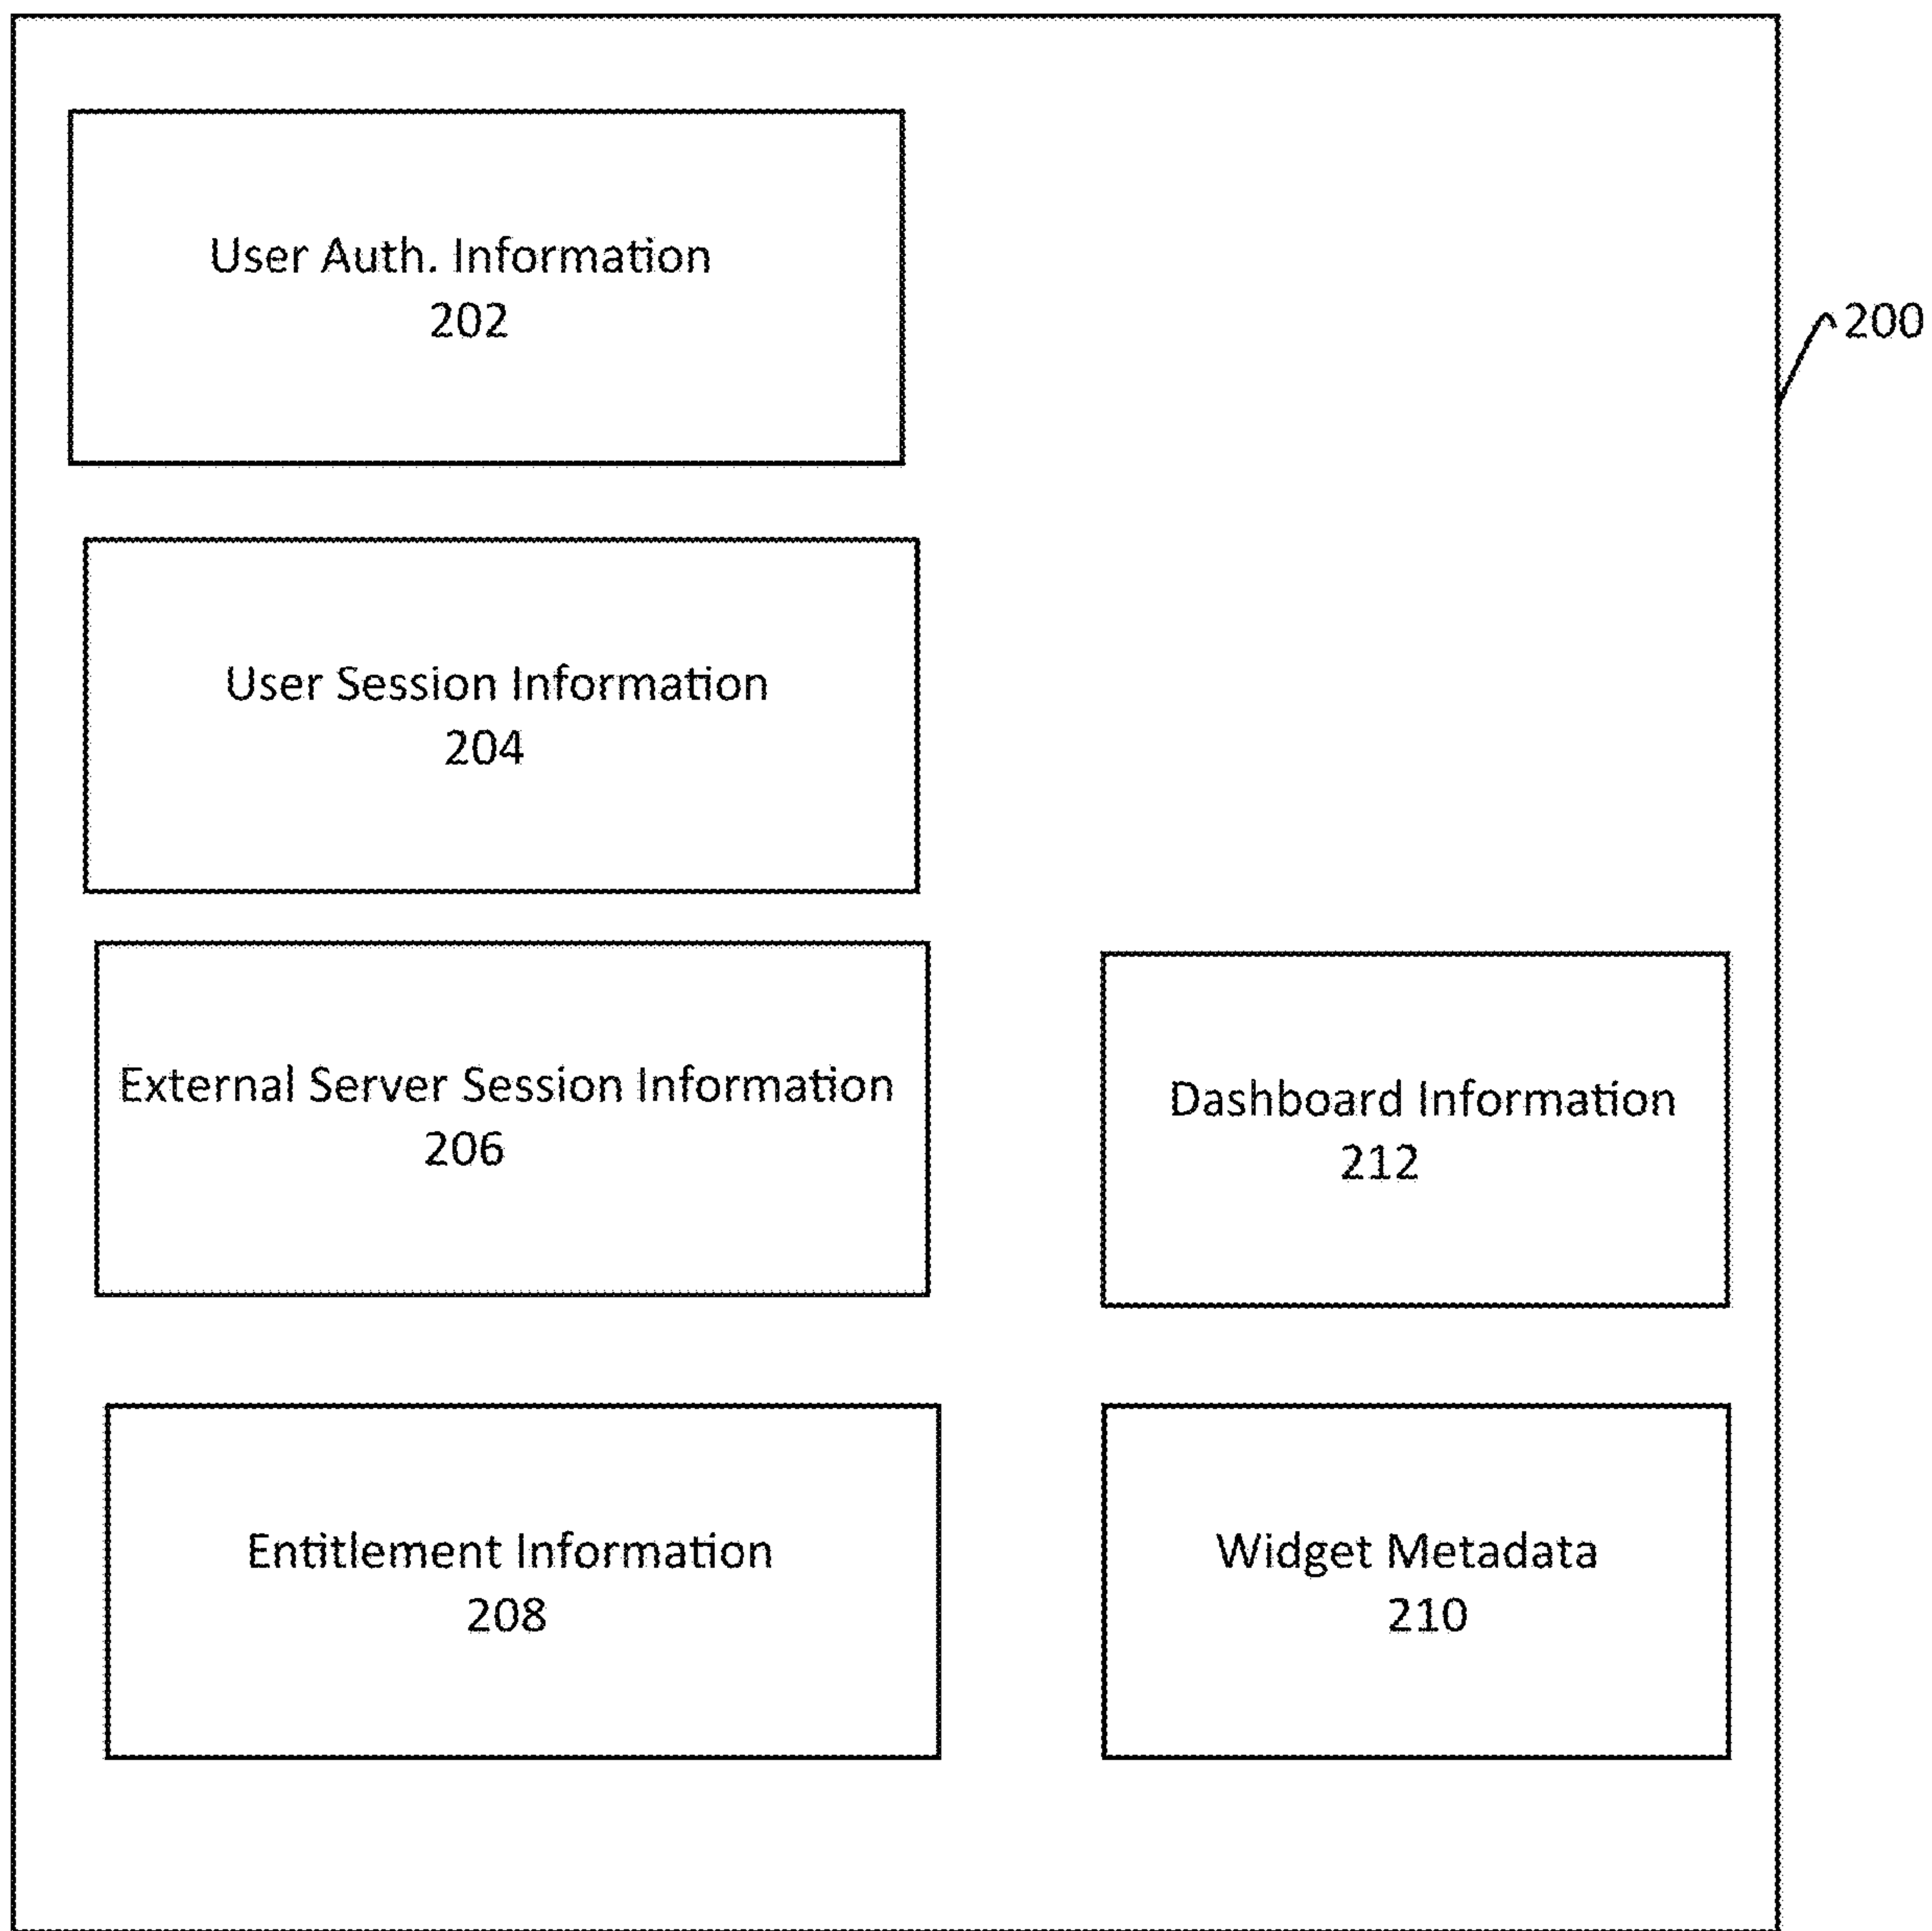 User Auth. Information
202
200
User Session Information
204
External Server Session Information
206
Dashboard Information
212
Entitlement Information
208
Widget Metadata
210